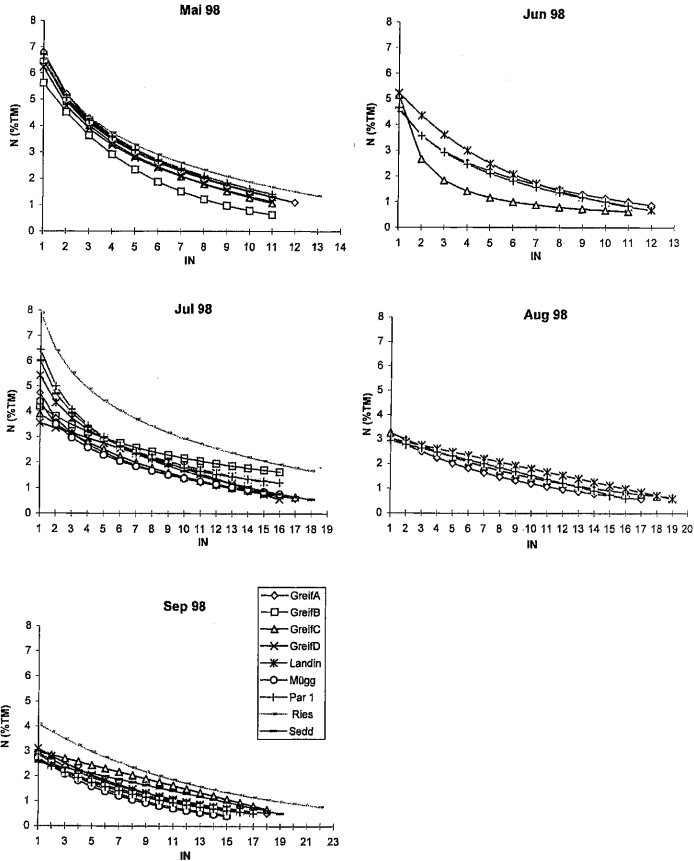 Mai 98
8
7
6
5
4
3
2
1
0
N (%TM)
1 2 3 4 5 6 7 8 9 10 11 12 13 14
IN
Jun 98
8
7
6
5
4
3
2
1
0
N (%TM)
1 2 3 4 5 6 7 8 9 10 11 12 13
IN
Jul 98
8
7
6
5
4
3
2
1
0
N (%TM)
1 2 3 4 5 6 7 8 9 10 11 12 13 14 15 16 17 18 19
IN
Aug 98
8
7
6
5
4
3
2
1
0
N (%TM)
1 2 3 4 5 6 7 8 9 10 11 12 13 14 15 16 17 18 19 20
IN
Sep 98
8
7
6
5
4
3
2
1
0
N (%TM)
1 3 5 7 9 11 13 15 17 19 21 23
IN
GreifA
GreifB
GreifC
GreifD
Landin
Mügg
Par 1
Ries
Sedd